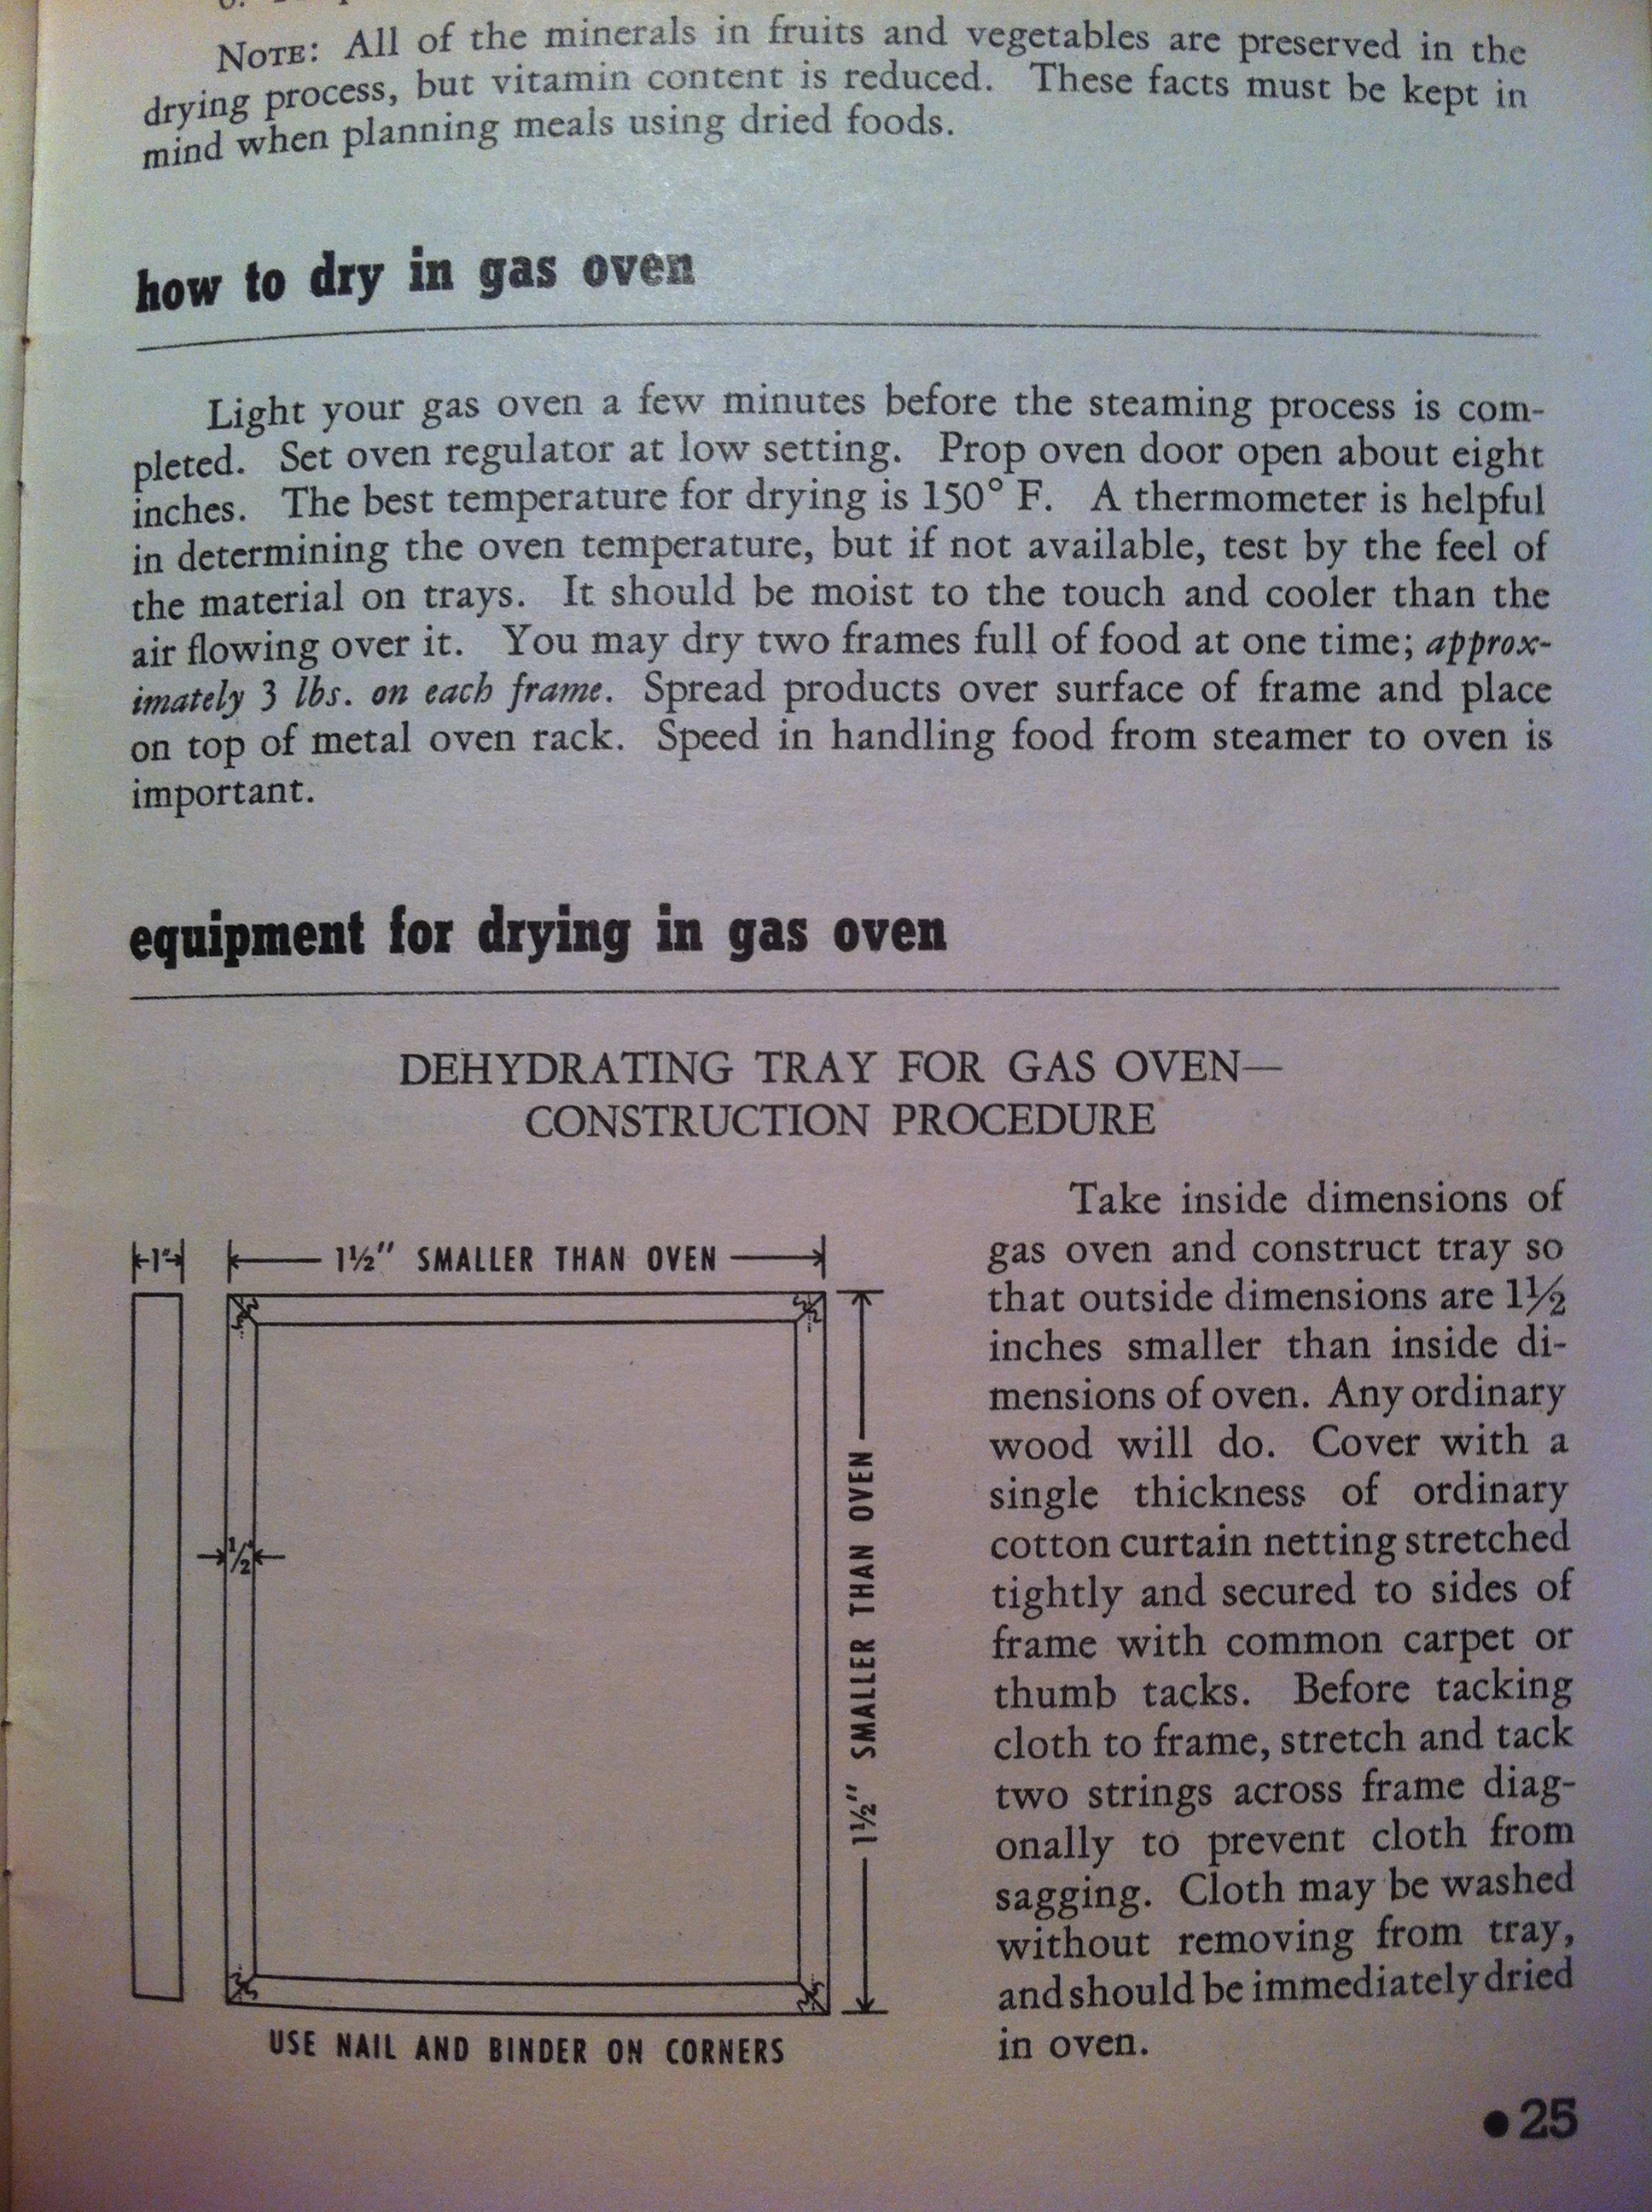 NOTE: All of the minerals in fruits and vegetables are preserved in the
drying process, but vitamin content is reduced. These facts must be kept in
mind when planning meals using dried foods.
how to dry in gas oven
Light your gas oven a few minutes before the steaming process is com-
pleted. Set oven regulator at low setting. Prop oven door open about eight
inches. The best temperature for drying is 150° F. A thermometer is helpful
in determining the oven temperature, but if not available, test by the feel of
the material on trays. It should be moist to the touch and cooler than the
air flowing over it. You may dry two frames full of food at one time; approx-
imately 3 lbs. on each frame. Spread products over surface of frame and place
on top of metal oven rack. Speed in handling food from steamer to oven is
important.
equipment for drying in gas oven
DEHYDRATING TRAY FOR GAS OVEN—
CONSTRUCTION PROCEDURE
1"
1½" SMALLER THAN OVEN
½
1½" SMALLER THAN OVEN
USE NAIL AND BINDER ON CORNERS
Take inside dimensions of
gas oven and construct tray so
that outside dimensions are 1½
inches smaller than inside di-
mensions of oven. Any ordinary
wood will do. Cover with a
single thickness of ordinary
cotton curtain netting stretched
tightly and secured to sides of
frame with common carpet or
thumb tacks. Before tacking
cloth to frame, stretch and tack
two strings across frame diag-
onally to prevent cloth from
sagging. Cloth may be washed
without removing from tray,
and should be immediately dried
in oven.
●25